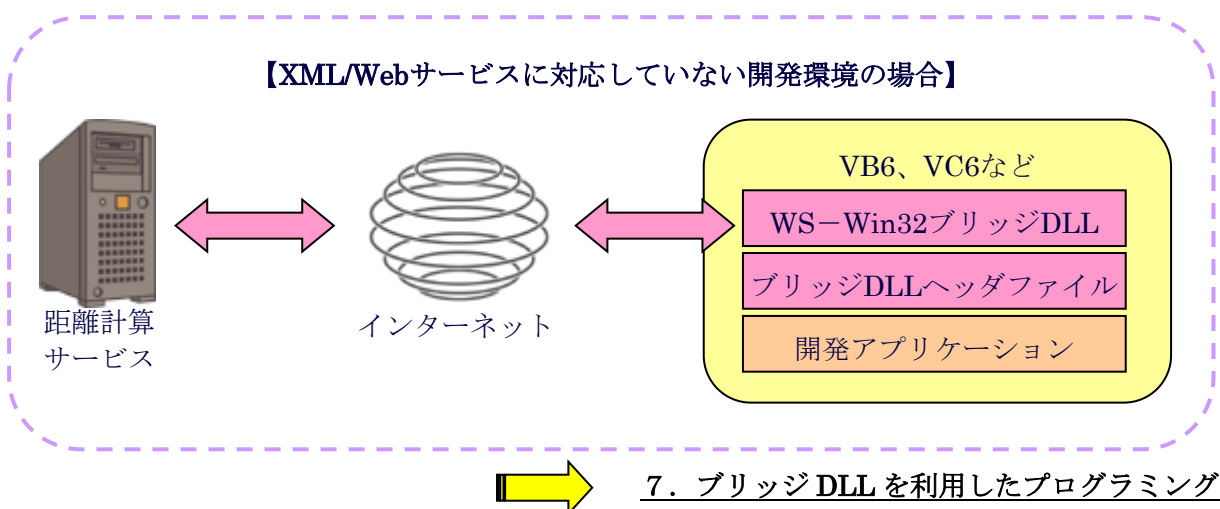 【XML/Webサービスに対応していない開発環境の場合】
VB6、VC6など
WS－Win32ブリッジDLL
ブリッジDLLヘッダファイル
開発アプリケーション
インターネット
距離計算
サービス
７．ブリッジ DLL を利用したプログラミング